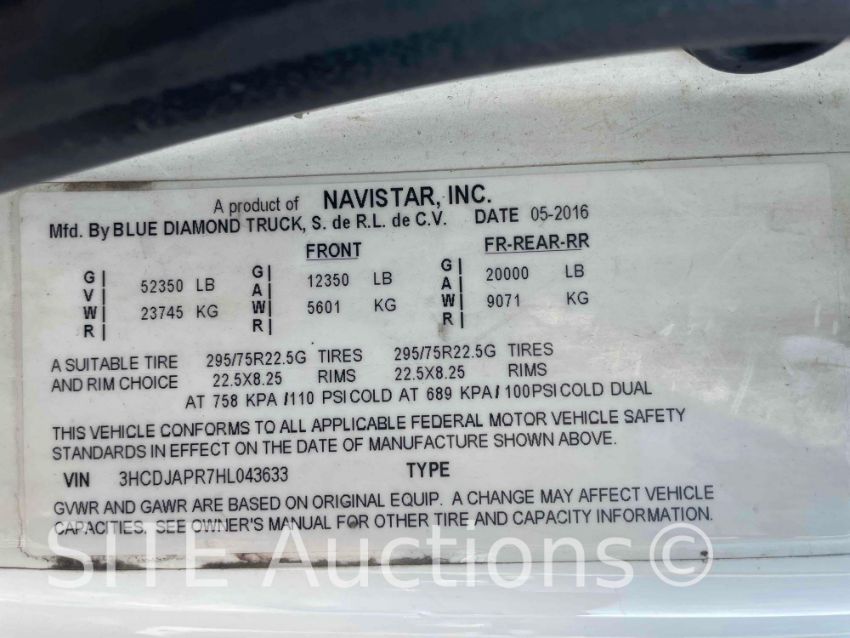 A product of NAVISTAR, INC.
Mfd. By BLUE DIAMOND TRUCK, S. de R.L. de C.V. DATE 05-2016
FRONT FR-REAR-RR
GVWR 52350 LB GAWR 12350 LB GAWR 20000 LB
23745 KG 5601 KG 9071 KG
A SUITABLE TIRE 295/75R22.5G TIRES 295/75R22.5G TIRES
AND RIM CHOICE 22.5X8.25 RIMS 22.5X8.25 RIMS
AT 758 KPA /110 PSI COLD AT 689 KPA/ 100PSI COLD DUAL
THIS VEHICLE CONFORMS TO ALL APPLICABLE FEDERAL MOTOR VEHICLE SAFETY
STANDARDS IN EFFECT ON THE DATE OF MANUFACTURE SHOWN ABOVE.
VIN 3HCDJAPR7HL043633 TYPE
GVWR AND GAWR ARE BASED ON ORIGINAL EQUIP. A CHANGE MAY AFFECT VEHICLE
CAPACITIES, SEE OWNER'S MANUAL FOR OTHER TIRE AND CAPACITY INFORMATION.
SITE Auctions©